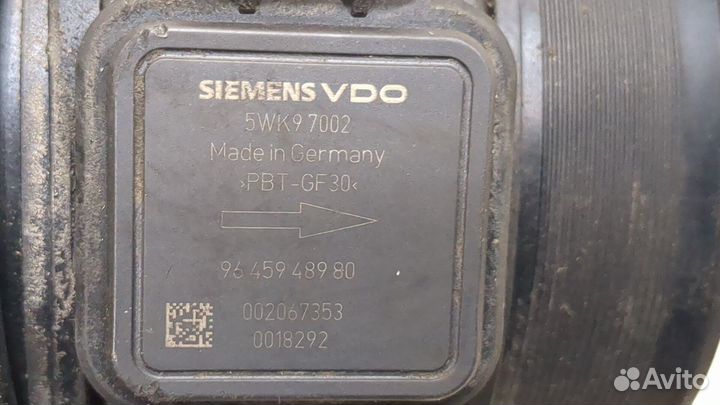 SIEMENS VDO
5WK9 7002
Made in Germany
›PBT-GF30‹
96 459 489 80
002067353
0018292
Avito